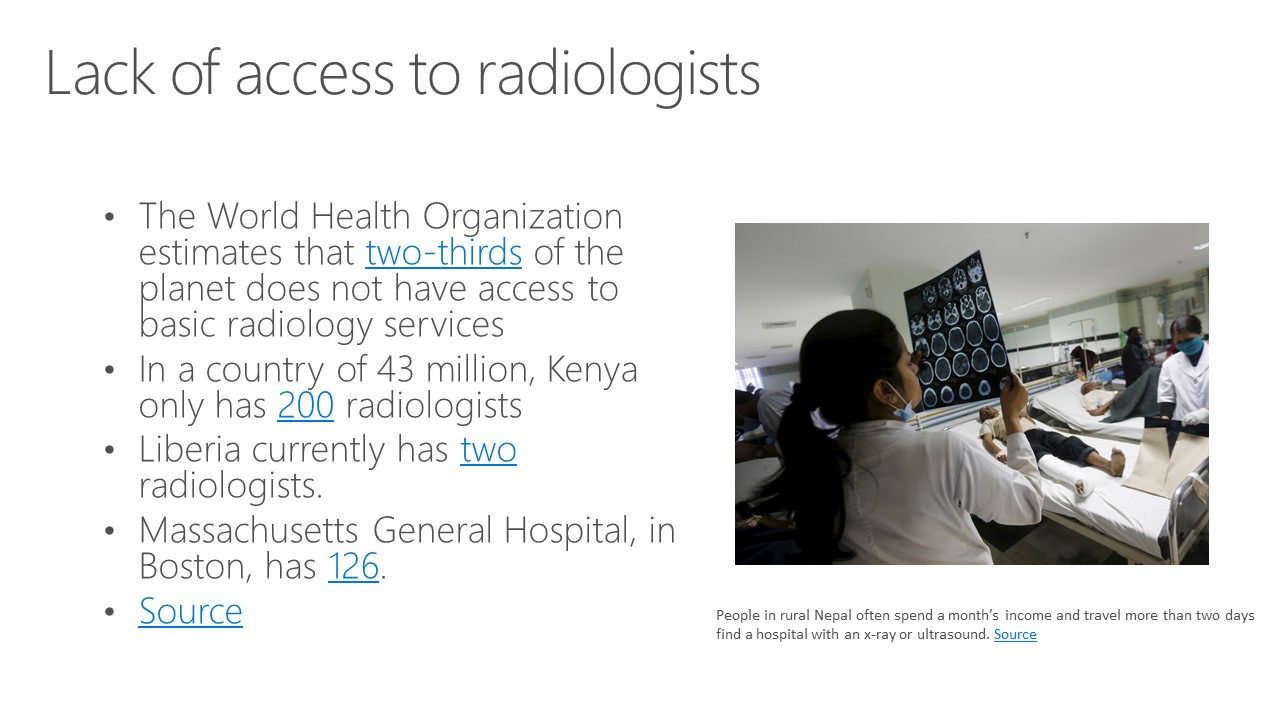 Lack of access to radiologists
• The World Health Organization
estimates that two-thirds of the
planet does not have access to
basic radiology services
• In a country of 43 million, Kenya
only has 200 radiologists
• Liberia currently has two
radiologists.
• Massachusetts General Hospital, in
Boston, has 126.
• Source
People in rural Nepal often spend a month’s income and travel more than two days
find a hospital with an x-ray or ultrasound. Source